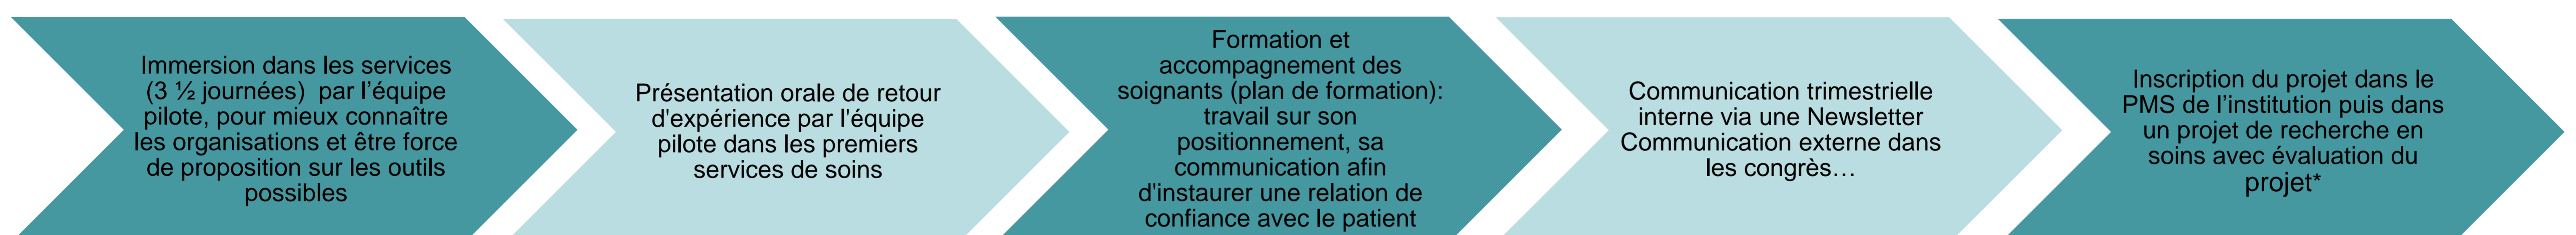 Immersion dans les services
(3 ½ journées)  par l’équipe
pilote, pour mieux connaître
les organisations et être force
de proposition sur les outils
possibles
Présentation orale de retour
d'expérience par l'équipe
pilote dans les premiers
services de soins
Formation et
accompagnement des
soignants (plan de formation):
travail sur son
positionnement, sa
communication afin
d'instaurer une relation de
confiance avec le patient
Communication trimestrielle
interne via une Newsletter
Communication externe dans
les congrès…
Inscription du projet dans le
PMS de l’institution puis dans
un projet de recherche en
soins avec évaluation du
projet*